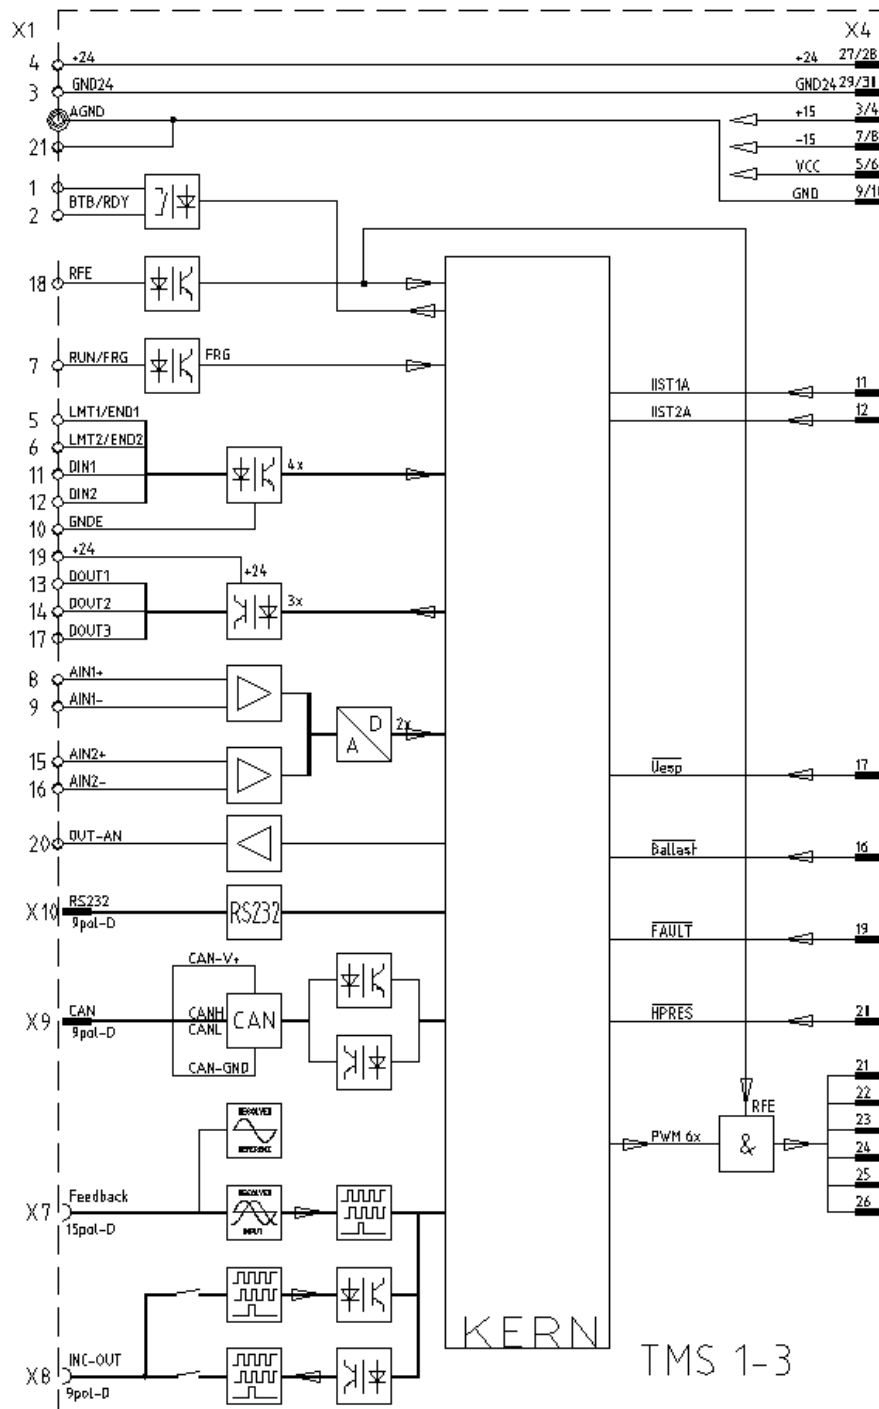 X1 X4
4 +24 +24 27/28
3 GND24 GND24 29/30
AGND +15 3/4
21 -15 7/8
VCC 5/6
1 GND 9/10
BTB/RDY
2
18 RFE
7 RUN/FRG FRG
IIST1A 11
5 LMT1/END1 IIST2A 12
6 LMT2/END2
11 DIN1 4x
12 DIN2
10 GNDE
19 +24
13 DOUT1 +24
14 DOUT2 3x
17 DOUT3
8 AIN1+
9 AIN1-
D 2x
A
15 AIN2+ Uesp 17
16 AIN2-
20 OUT-AN
Ballast 16
X10 RS232 RS232
9pol-D
FAULT 19
CAN-V+
X9 CAN CANH CAN HPRES 20
9pol-D CANL
CAN-GND
21
22
RESOLVER RFE
23
REFERENZ PWM 6x &
24
25
Feedback RESOLVER
X7 26
15pol-D INPUT
KERN
TMS 1-3
INC-OUT
X8
9pol-D